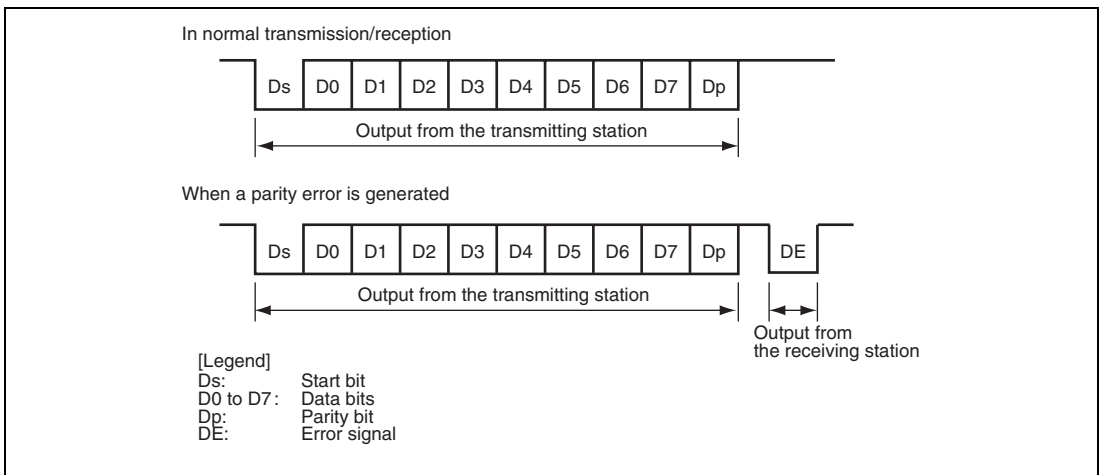 In normal transmission/reception
Ds D0 D1 D2 D3 D4 D5 D6 D7 Dp
Output from the transmitting station
When a parity error is generated
Ds D0 D1 D2 D3 D4 D5 D6 D7 Dp DE
Output from the transmitting station
Output from
the receiving station
[Legend]
Ds: Start bit
D0 to D7 : Data bits
Dp: Parity bit
DE: Error signal